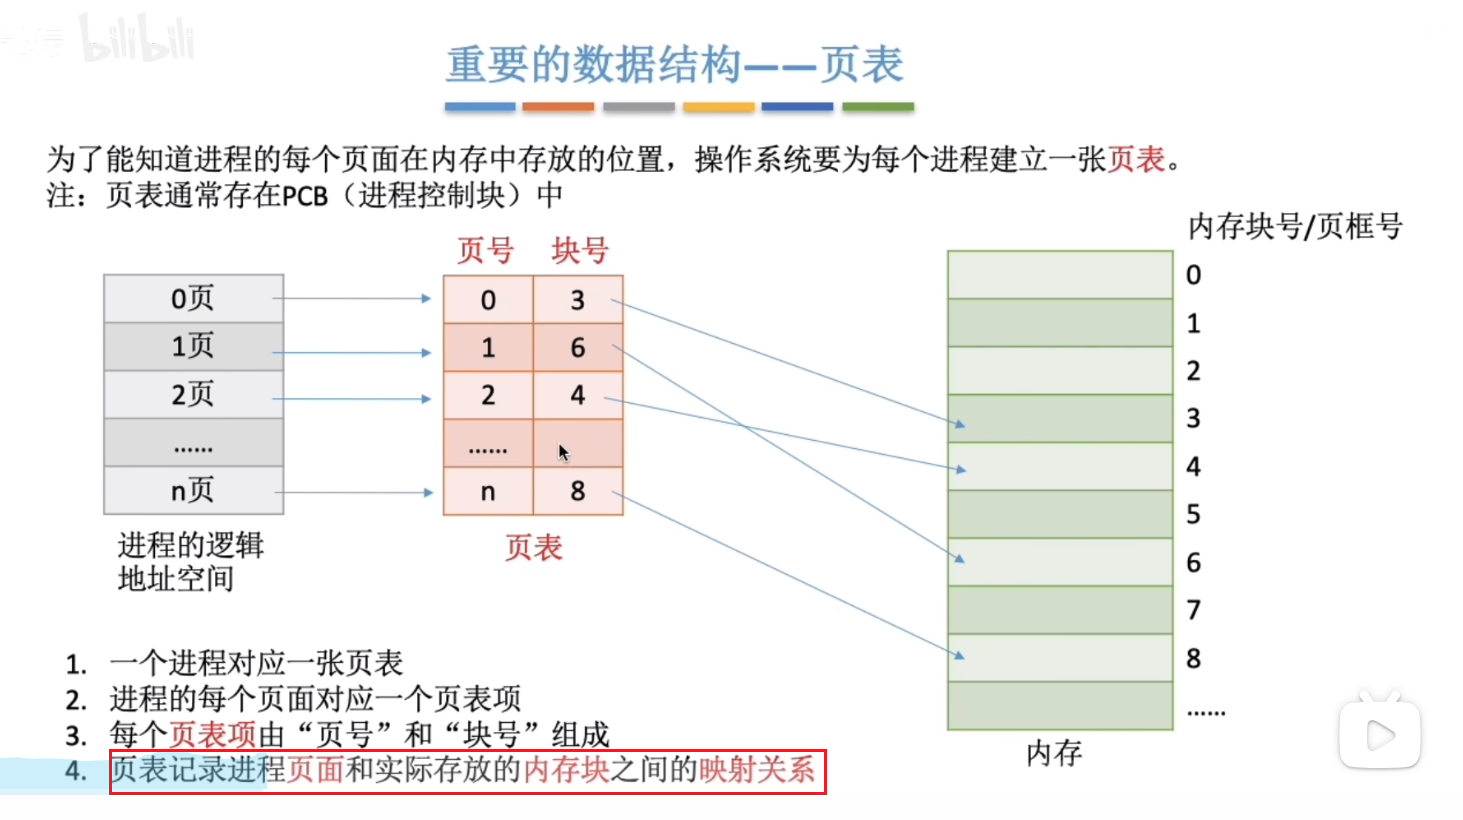 bilibili
重要的数据结构——页表
为了能知道进程的每个页面在内存中存放的位置，操作系统要为每个进程建立一张页表。
注：页表通常存在PCB（进程控制块）中
内存块号/页框号
页号 块号
0页 0 3
1页 1 6
2页 2 4
…… ……
n页 n 8
进程的逻辑
地址空间
页表
0
1
2
3
4
5
6
7
8
……
内存
1. 一个进程对应一张页表
2. 进程的每个页面对应一个页表项
3. 每个页表项由“页号”和“块号”组成
4. 页表记录进程页面和实际存放的内存块之间的映射关系